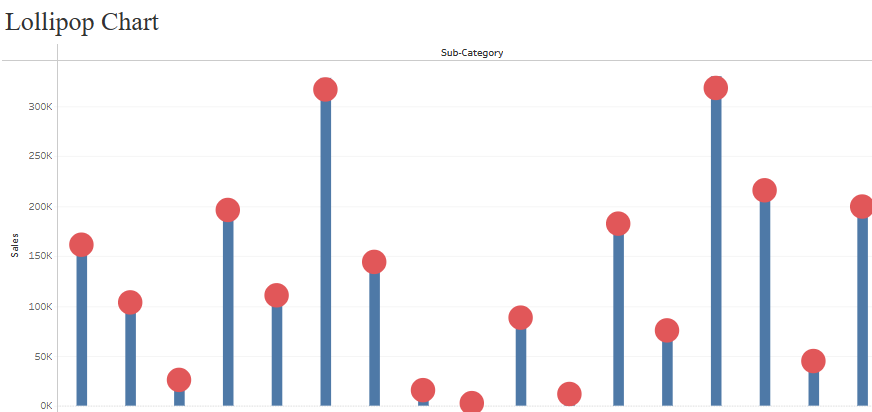 Lollipop Chart
Sub-Category
300K
250K
200K
Sales
150K
100K
50K
0K